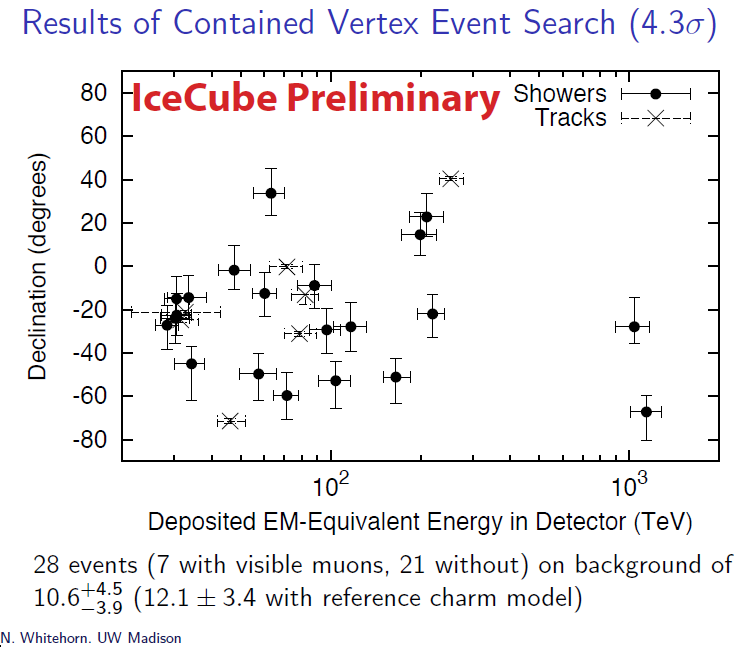 Results of Contained Vertex Event Search (4.3σ)
IceCube Preliminary
Showers
Tracks
80
60
40
20
0
-20
-40
-60
-80
Declination (degrees)
10²
10³
Deposited EM-Equivalent Energy in Detector (TeV)
28 events (7 with visible muons, 21 without) on background of
10.6+4.5−3.9 (12.1 ± 3.4 with reference charm model)
N. Whitehorn. UW Madison